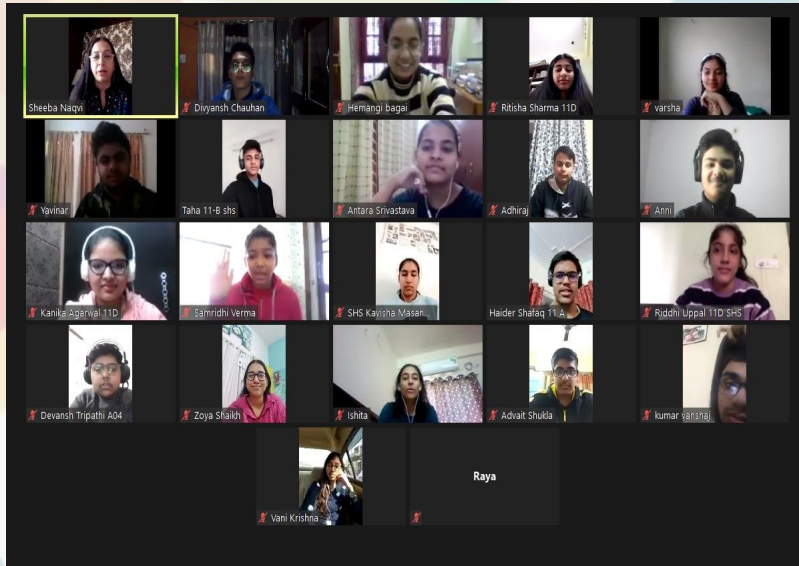 Sheeba Naqvi
Divyansh Chauhan
Hemangi bagai
Ritisha Sharma 11D
varsha
Yavinar
Taha 11-B shs
Antara Srivastava
Adhiraj
Anni
Kanika Agarwal 11D
Samridhi Verma
SHS Kavisha Masan...
Haider Shafaq 11 A
Riddhi Uppal 11D SHS
Devansh Tripathi A04
Zoya Shaikh
Ishita
Advait Shukla
kumar vanshaj
Vani Krishna
Raya